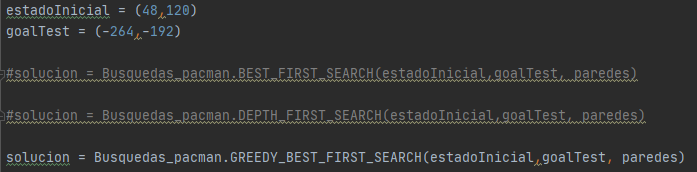 estadoInicial = (48,120)
goalTest = (-264,-192)
#solucion = Busquedas_pacman.BEST_FIRST_SEARCH(estadoInicial,goalTest, paredes)
#solucion = Busquedas_pacman.DEPTH_FIRST_SEARCH(estadoInicial,goalTest, paredes)
solucion = Busquedas_pacman.GREEDY_BEST_FIRST_SEARCH(estadoInicial,goalTest, paredes)